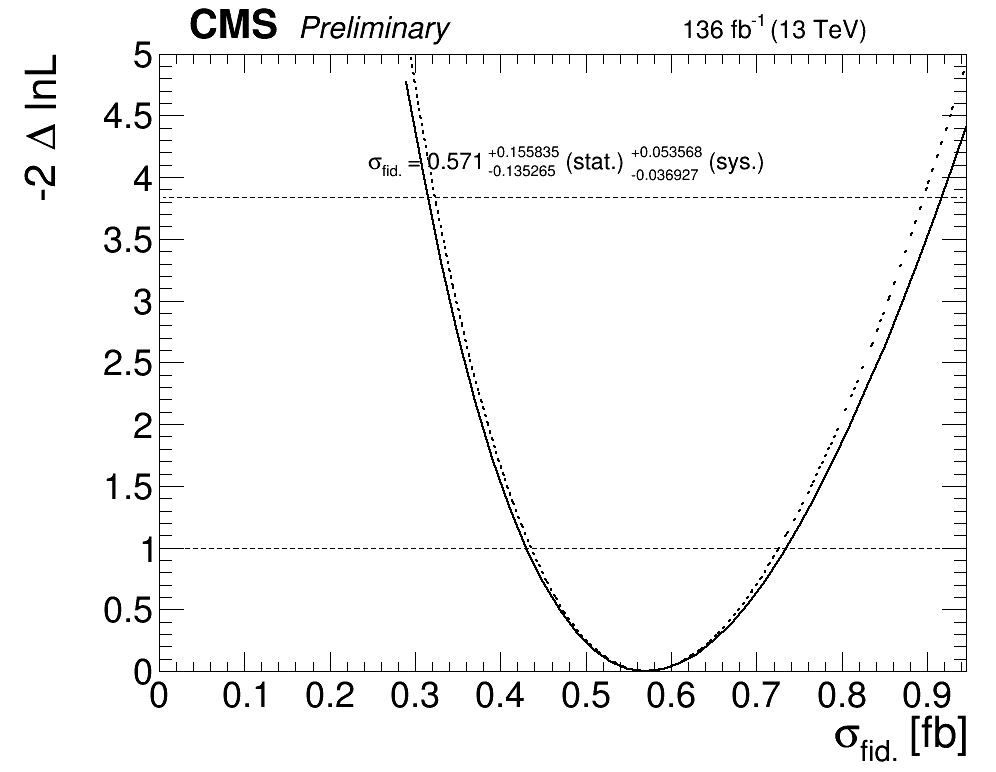 CMS Preliminary 136 fb⁻¹ (13 TeV)
-2 Δ lnL
5
4.5
σfid. = 0.571 +0.155835 -0.135265 (stat.) +0.053568 -0.036927 (sys.)
4
3.5
3
2.5
2
1.5
1
0.5
0
0 0.1 0.2 0.3 0.4 0.5 0.6 0.7 0.8 0.9
σfid. [fb]